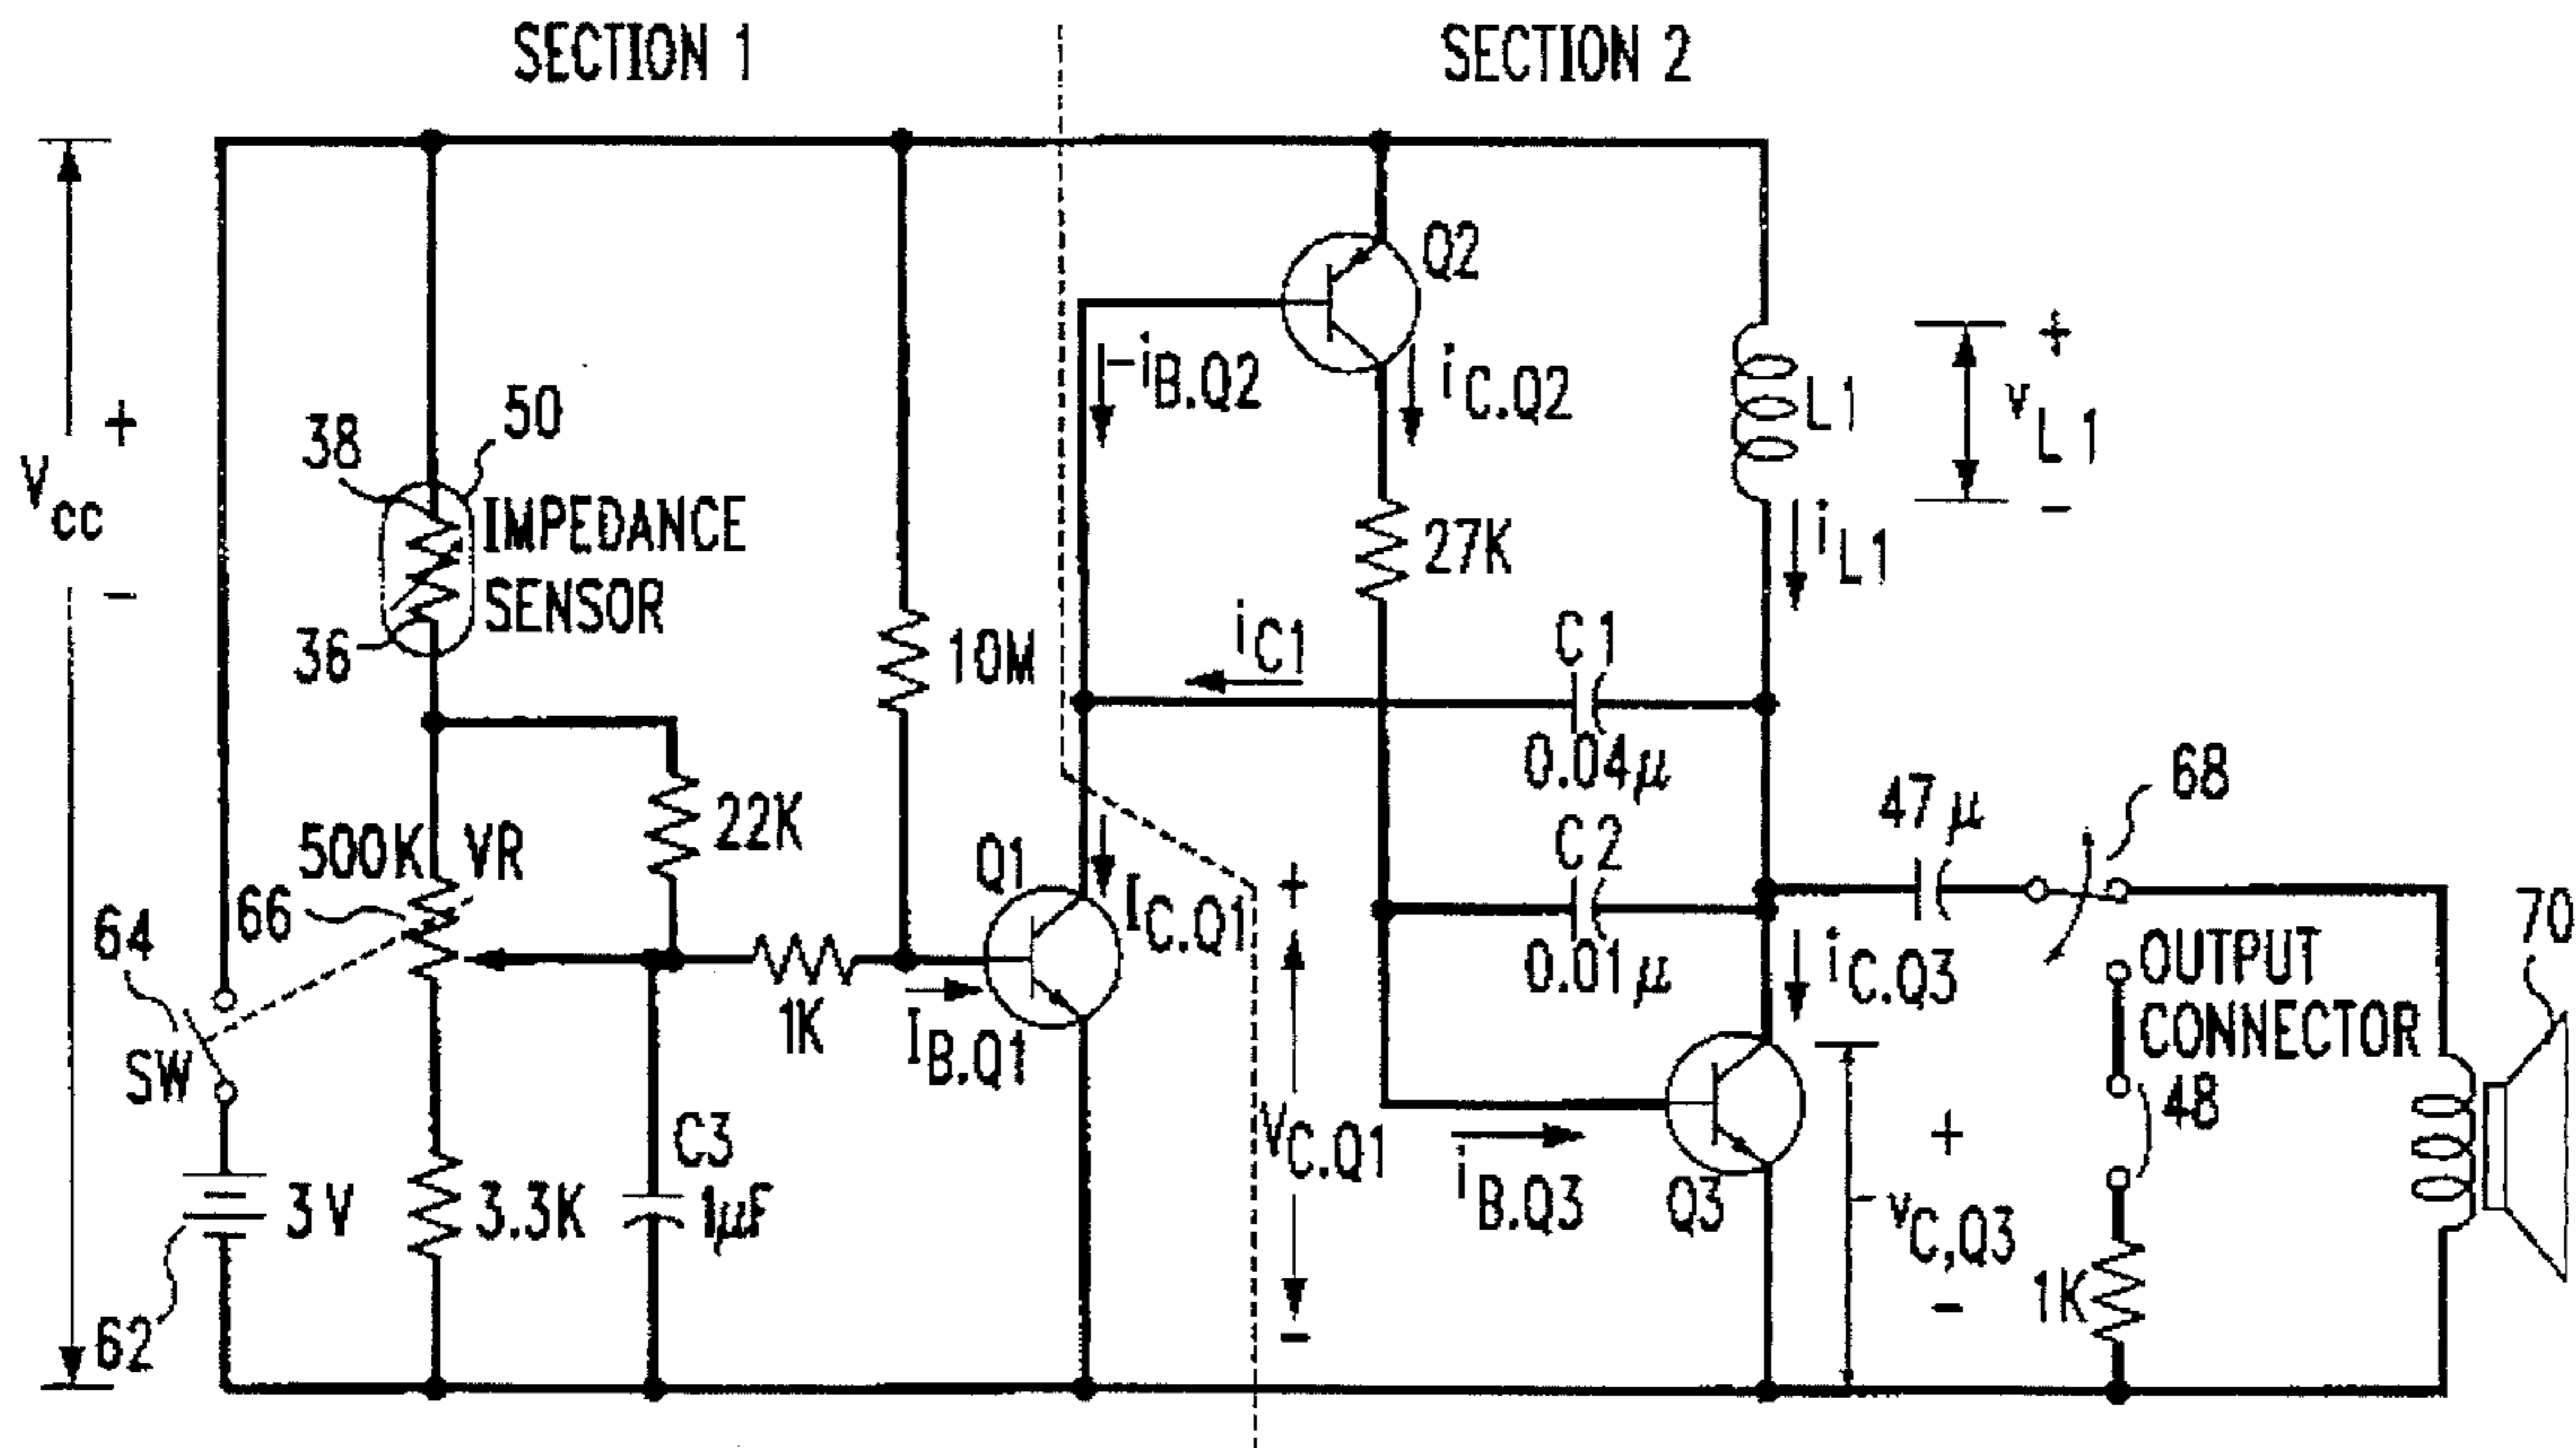 SECTION 1
SECTION 2
Vcc
+
-
38
50
IMPEDANCE
SENSOR
36
10M
Q2
-iB.Q2
iC.Q2
L1
+
vL1
-
iL1
27K
iC1
C1
0.04μ
C2
0.01μ
47μ
68
500K VR
66
22K
64
SW
1K
Q1
IC.Q1
IB.Q1
+
VC.Q1
-
iC.Q3
OUTPUT
CONNECTOR
48
70
3V
62
3.3K
C3
1μF
iB.Q3
Q3
+
vC,Q3
-
1K